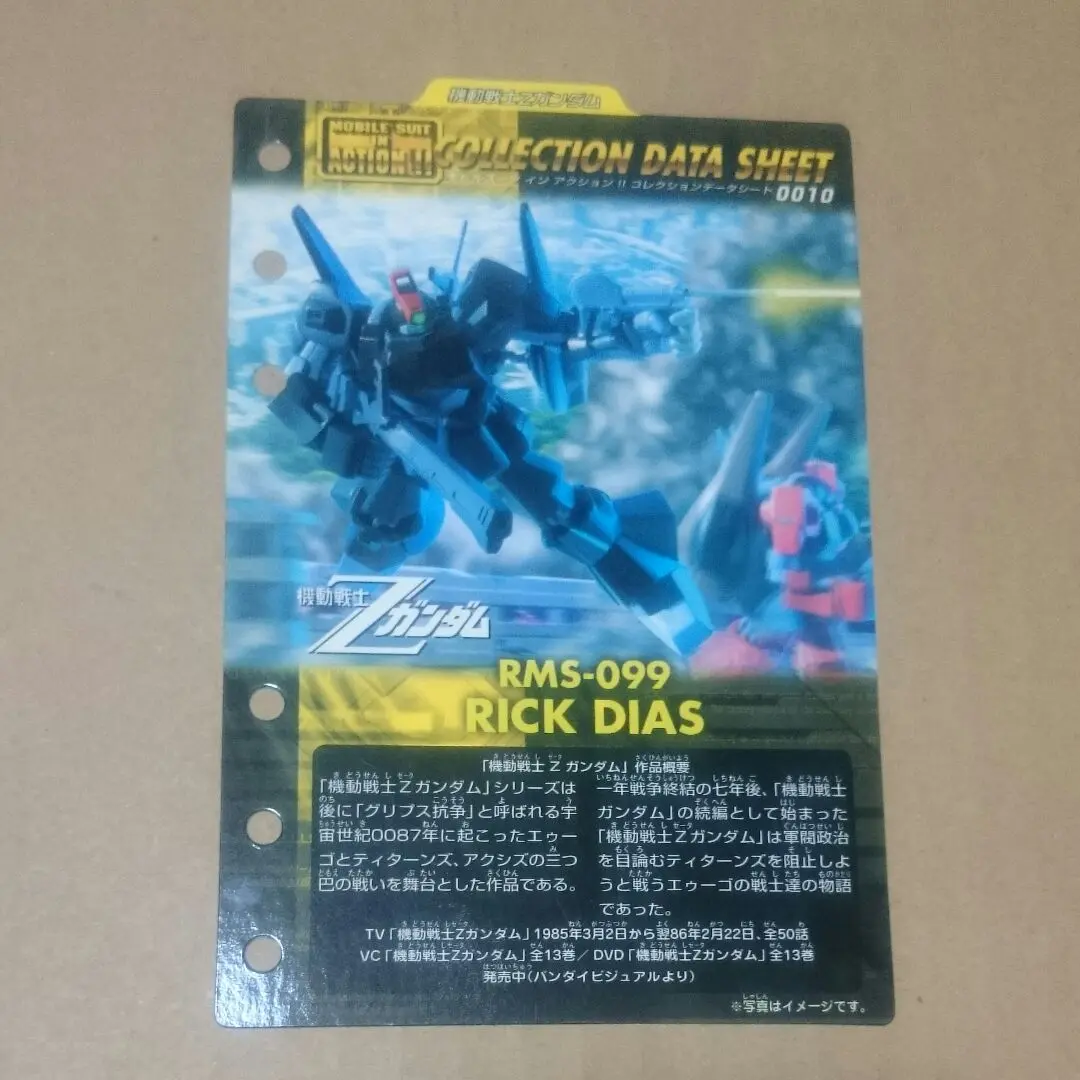 機動戦士Zガンダム
MOBILE SUIT
IN
ACTION!!
COLLECTION DATA SHEET
イン アクション!! コレクションデータシート
0010
機動戦士
Zガンダム
RMS-099
RICK DIAS
「機動戦士Zガンダム」作品概要
「機動戦士Zガンダム」シリーズは
後に「グリプス抗争」と呼ばれる宇
宙世紀0087年に起こったエゥー
ゴとティターンズ、アクシズの三つ
巴の戦いを舞台とした作品である。
一年戦争終結の七年後、「機動戦士
ガンダム」の続編として始まった
「機動戦士Zガンダム」は軍閥政治
を目論むティターンズを阻止しよ
うと戦うエゥーゴの戦士達の物語
であった。
TV「機動戦士Zガンダム」1985年3月2日から翌86年2月22日、全50話
VC「機動戦士Zガンダム」全13巻/DVD「機動戦士Zガンダム」全13巻
発売中(バンダイビジュアルより)
※写真はイメージです。